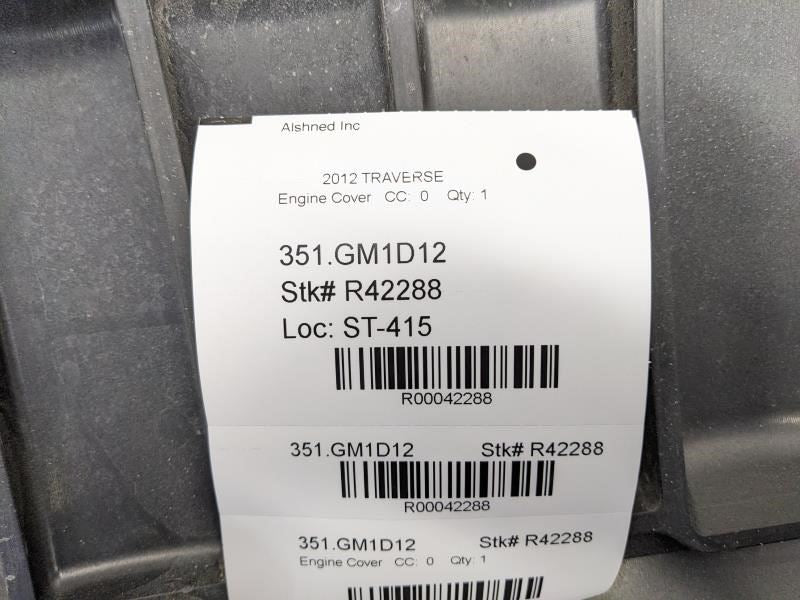 Alshned Inc
2012 TRAVERSE
Engine Cover CC: 0 Qty: 1
351.GM1D12
Stk# R42288
Loc: ST-415
R00042288
351.GM1D12 Stk# R42288
R00042288
351.GM1D12 Stk# R42288
Engine Cover CC: 0 Qty: 1